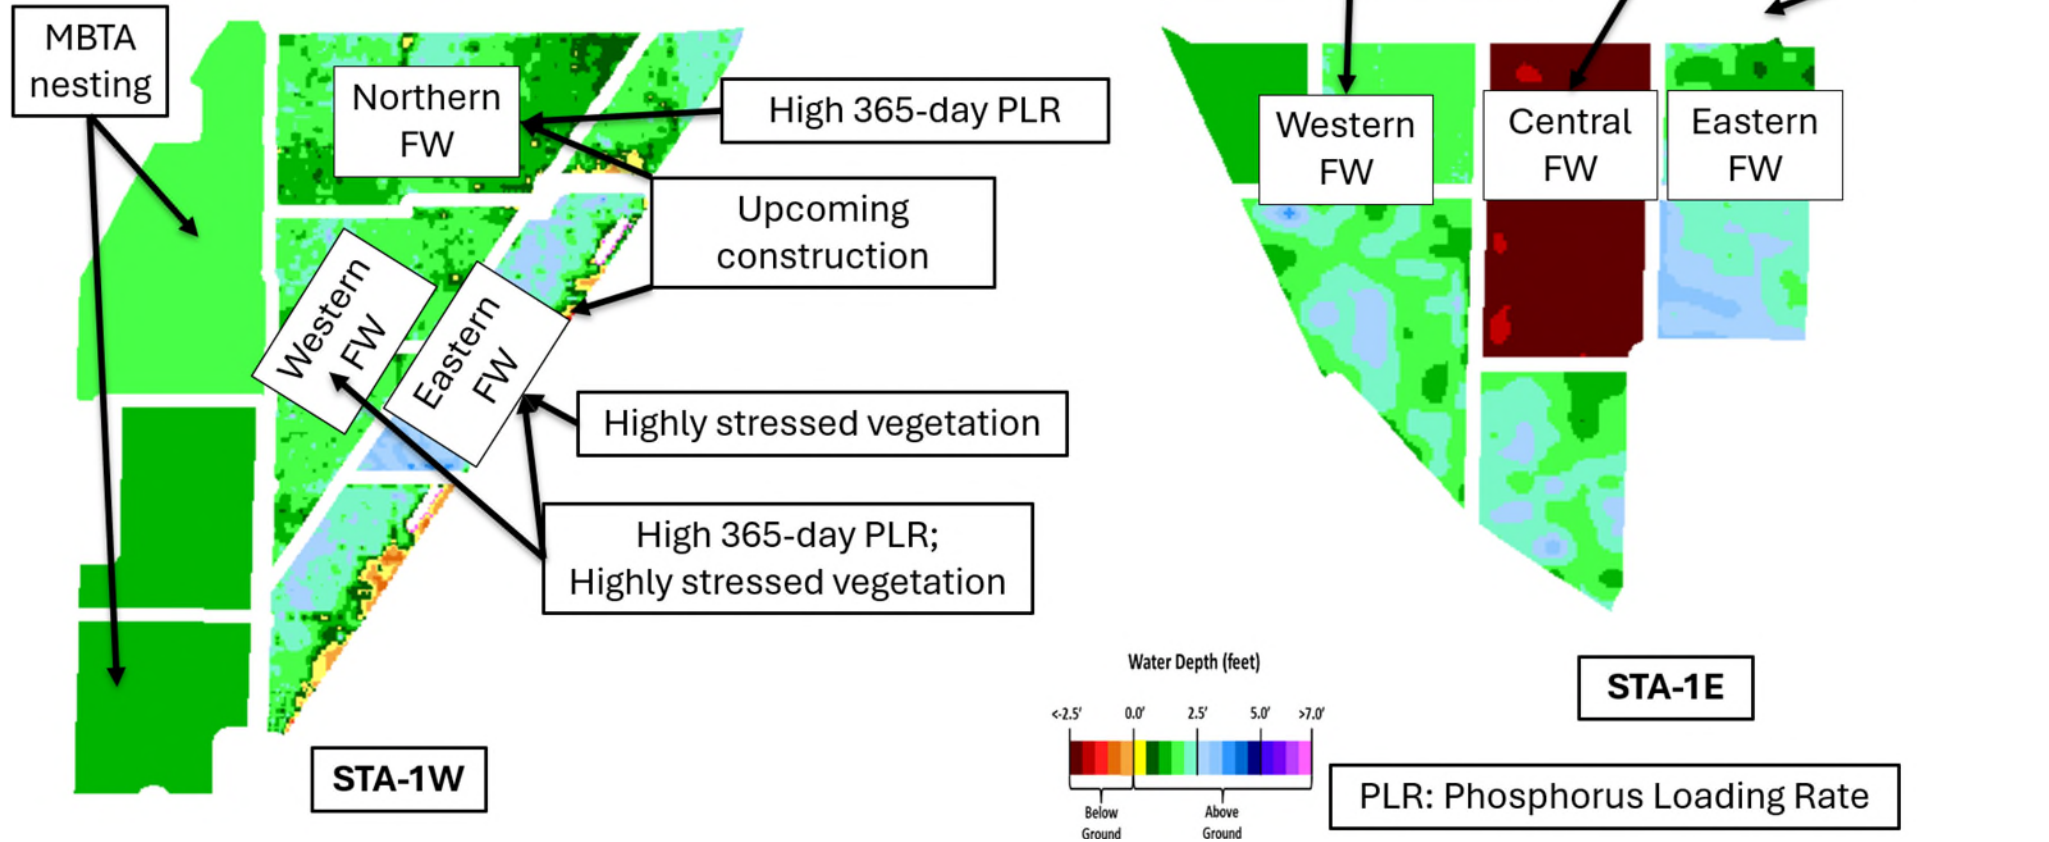 MBTA
nesting
Northern
FW
High 365-day PLR
Upcoming
construction
Western
FW
Eastern
FW
Highly stressed vegetation
High 365-day PLR;
Highly stressed vegetation
STA-1W
Western
FW
Central
FW
Eastern
FW
STA-1E
Water Depth (feet)
<-2.5' 0.0' 2.5' 5.0' >7.0'
Below
Ground
Above
Ground
PLR: Phosphorus Loading Rate